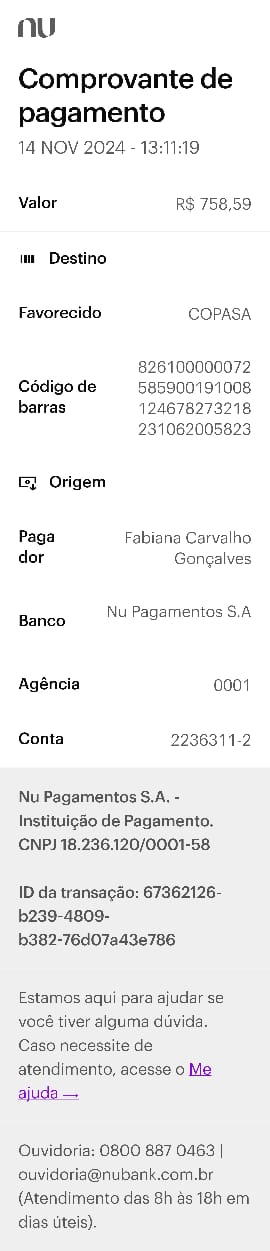 nu
Comprovante de
pagamento
14 NOV 2024 - 13:11:19
Valor R$ 758,59
Destino
Favorecido COPASA
Código de barras 826100000072
585900191008
124678273218
231062005823
Origem
Paga
dor
Fabiana Carvalho
Gonçalves
Banco Nu Pagamentos S.A
Agência 0001
Conta 2236311-2
Nu Pagamentos S.A. -
Instituição de Pagamento.
CNPJ 18.236.120/0001-58
ID da transação: 67362126-
b239-4809-
b382-76d07a43e786
Estamos aqui para ajudar se
você tiver alguma dúvida.
Caso necessite de
atendimento, acesse o Me
ajuda →
Ouvidoria: 0800 887 0463 |
ouvidoria@nubank.com.br
(Atendimento das 8h às 18h em
dias úteis).